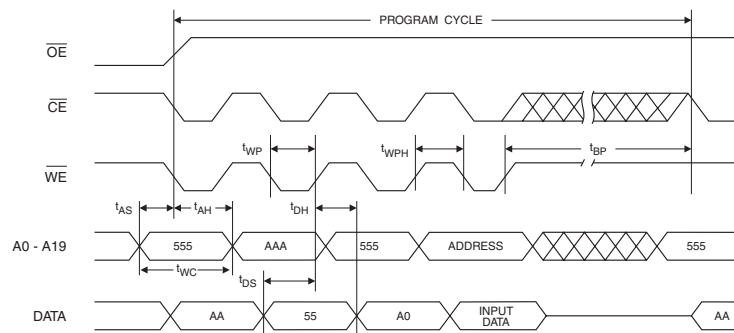 PROGRAM CYCLE
OE
CE
tWP
tWPH
tBP
WE
tAS
tAH
tDH
A0 - A19
555
AAA
555
ADDRESS
555
tWC
tDS
DATA
AA
55
A0
INPUT
DATA
AA